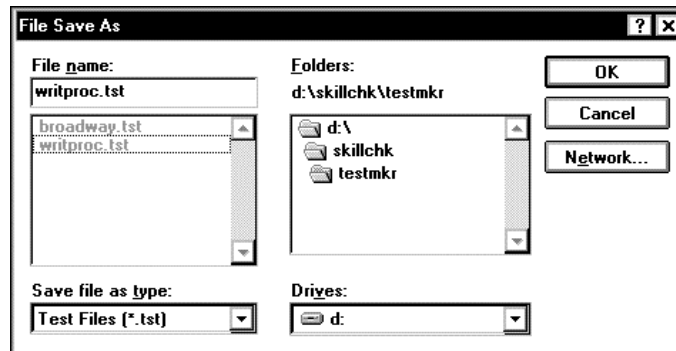 File Save As
File name:
writproc.tst
broadway.tst
writproc.tst
Save file as type:
Test Files (*.tst)
Folders:
d:\skillchk\testmkr
d:\
skillchk
testmkr
Drives:
d:
OK
Cancel
Network...